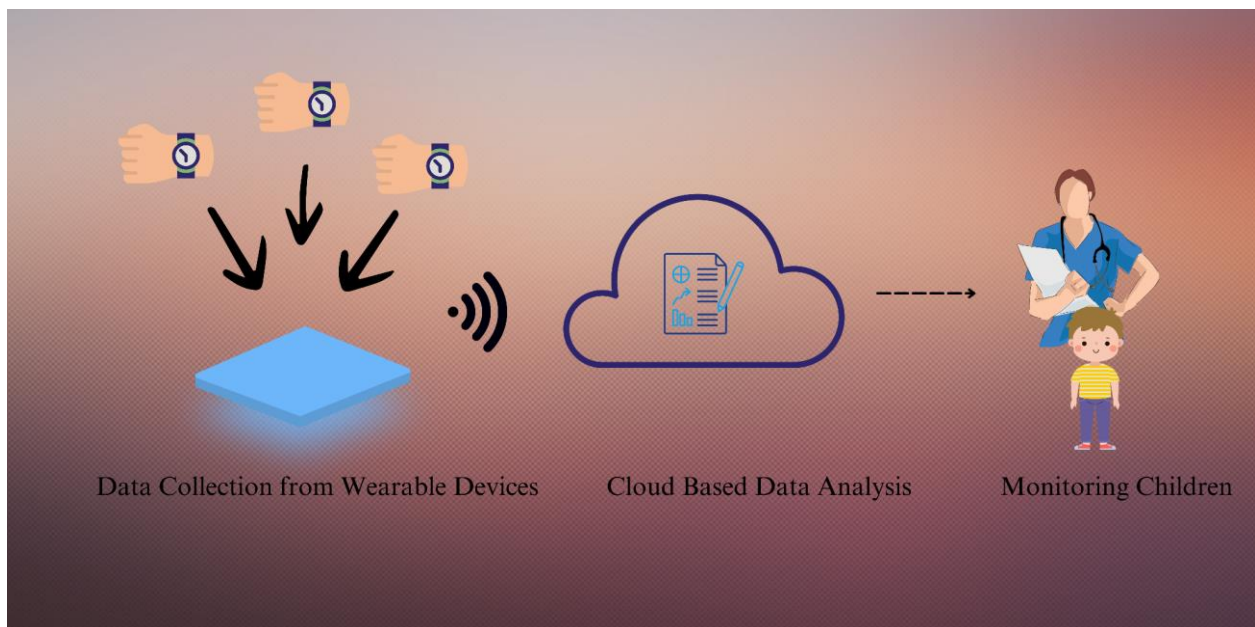 Data Collection from Wearable Devices
Cloud Based Data Analysis
Monitoring Children